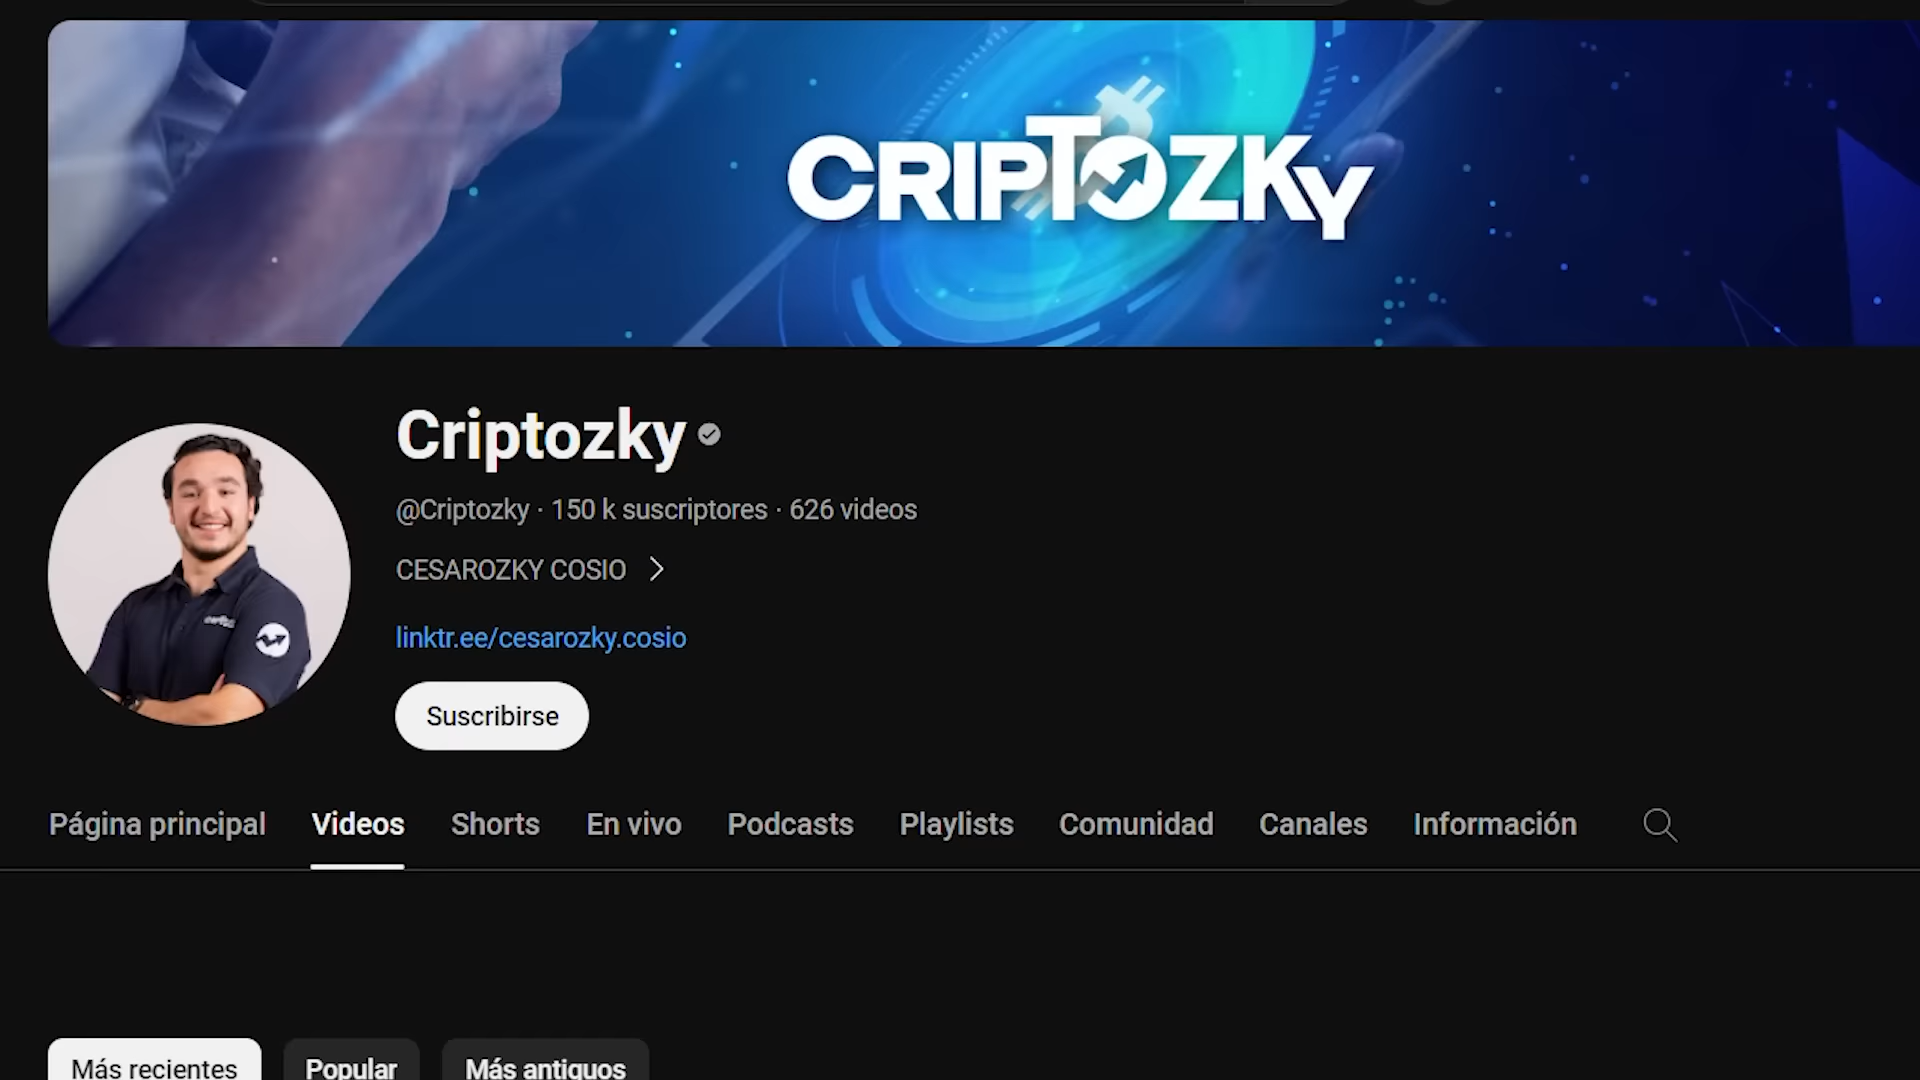 CRIPTOZKY
Criptozky
@Criptozky · 150 k suscriptores · 626 videos
CESAROZKY COSIO
linktr.ee/cesarozky.cosio
Suscribirse
Página principal Videos Shorts En vivo Podcasts Playlists Comunidad Canales Información
Más recientes Popular Más antiguos